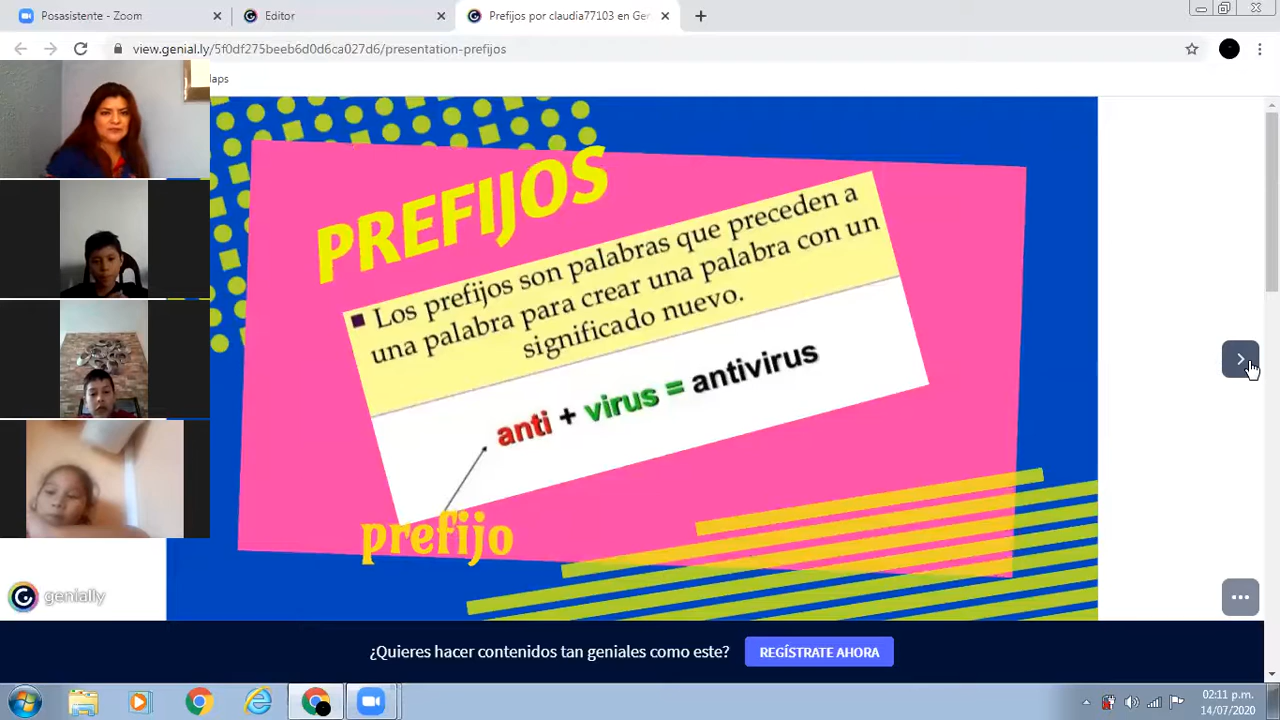 Posasistente - Zoom
Editor
Prefijos por claudia77103 en Gen
view.genial.ly/5f0df275beeb6d0d6ca027d6/presentation-prefijos
laps
PREFIJOS
Los prefijos son palabras que preceden a
una palabra para crear una palabra con un
significado nuevo.
anti + virus = antivirus
prefijo
genially
¿Quieres hacer contenidos tan geniales como este?
REGÍSTRATE AHORA
02:11 p.m.
14/07/2020